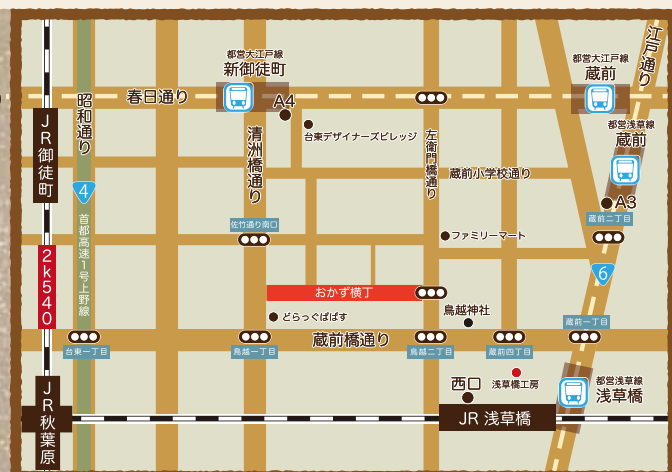 都営大江戸線
新御徒町
都営大江戸線
蔵前
江戸通り
春日通り
昭和通り
A4
台東デザイナーズビレッジ
都営浅草線
蔵前
JR御徒町
清洲橋通り
左衛門橋通り
蔵前小学校通り
4
A3
首都高速1号上野線
佐竹通り南口
蔵前二丁目
ファミリーマート
2k540
6
おかず横丁
どらっぐぱぱす
鳥越神社
蔵前一丁目
蔵前橋通り
台東一丁目
鳥越一丁目
鳥越二丁目
蔵前四丁目
浅草橋工房
JR秋葉原
西口
JR 浅草橋
都営浅草線
浅草橋